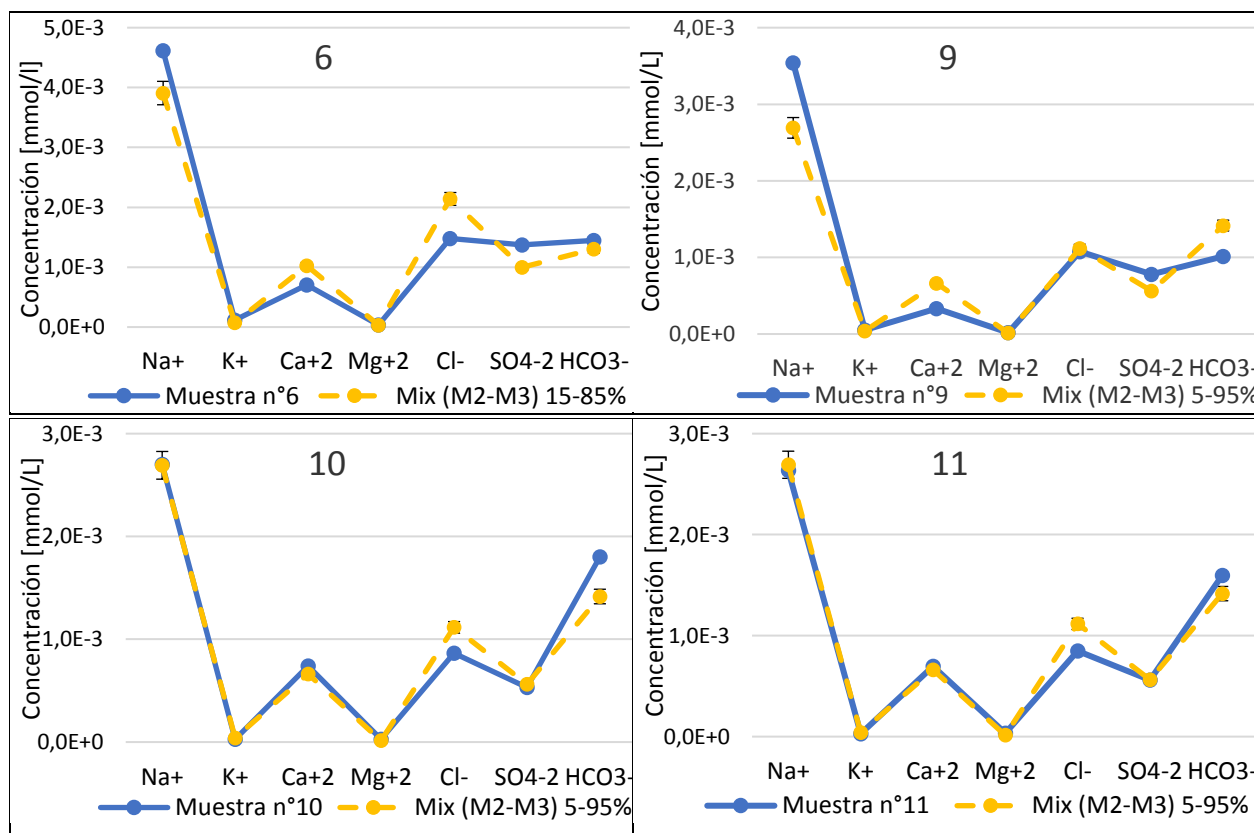 6
Concentración [mmol/l]
5,0E-3
4,0E-3
3,0E-3
2,0E-3
1,0E-3
0,0E+0
Na+ K+ Ca+2 Mg+2 Cl- SO4-2 HCO3-
Muestra n°6 Mix (M2-M3) 15-85%
9
Concentración [mmol/L]
4,0E-3
3,0E-3
2,0E-3
1,0E-3
0,0E+0
Na+ K+ Ca+2 Mg+2 Cl- SO4-2 HCO3-
Muestra n°9 Mix (M2-M3) 5-95%
10
Concentración [mmol/L]
3,0E-3
2,0E-3
1,0E-3
0,0E+0
Na+ K+ Ca+2 Mg+2 Cl- SO4-2 HCO3-
Muestra n°10 Mix (M2-M3) 5-95%
11
Concentración [mmol/L]
3,0E-3
2,0E-3
1,0E-3
0,0E+0
Na+ K+ Ca+2 Mg+2 Cl- SO4-2 HCO3-
Muestra n°11 Mix (M2-M3) 5-95%